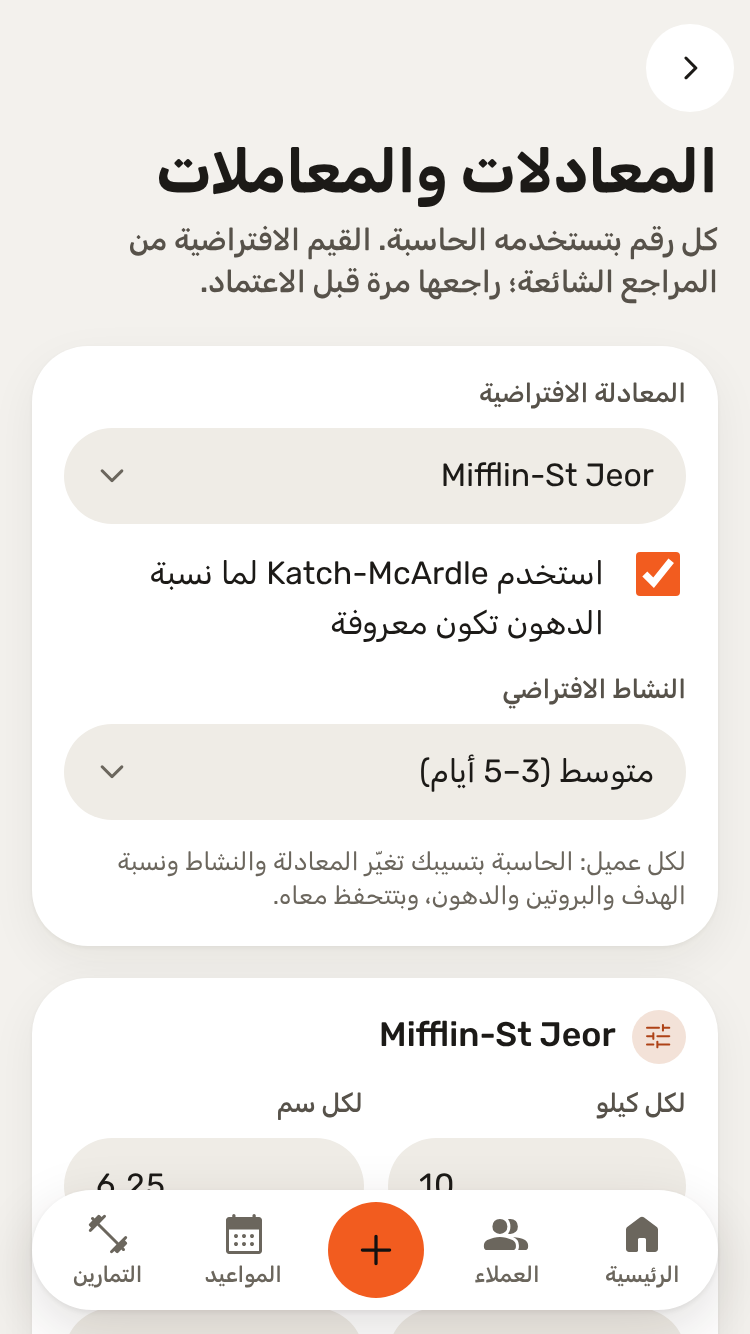 المعادلات والمعاملات
كل رقم بتستخدمه الحاسبة. القيم الافتراضية من
المراجع الشائعة؛ راجعها مرة قبل الاعتماد.
المعادلة الافتراضية
Mifflin-St Jeor
استخدم Katch-McArdle لما نسبة
الدهون تكون معروفة
النشاط الافتراضي
متوسط (3–5 أيام)
لكل عميل: الحاسبة بتسيبك تغيّر المعادلة والنشاط ونسبة
الهدف والبروتين والدهون، وبتتحفظ معاه.
Mifflin-St Jeor
لكل كيلو
لكل سم
10
6.25
الرئيسية
العملاء
المواعيد
التمارين